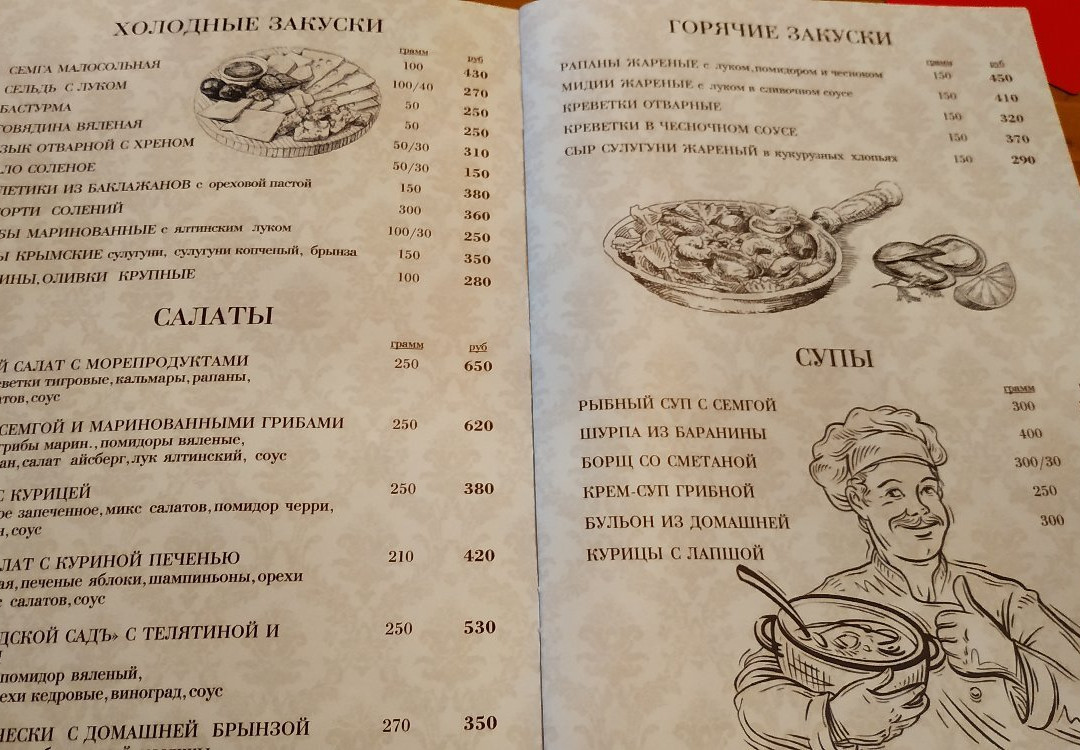 ХОЛОДНЫЕ ЗАКУСКИ
грамм руб
СЕМГА МАЛОСОЛЬНАЯ 100 430
СЕЛЬДЬ С ЛУКОМ 100/40 270
БАСТУРМА 50 250
ГОВЯДИНА ВЯЛЕНАЯ 50 250
ЗЫК ОТВАРНОЙ С ХРЕНОМ 50/30 310
ЛО СОЛЕНОЕ 50/30 150
ЛЕТИКИ ИЗ БАКЛАЖАНОВ с ореховой пастой 150 380
ОРТИ СОЛЕНИЙ 300 360
БЫ МАРИНОВАННЫЕ с ялтинским луком 100/30 250
Ы КРЫМСКИЕ сулугуни, сулугуни копченый, брынза 150 350
ИНЫ, ОЛИВКИ КРУПНЫЕ 100 280
САЛАТЫ
грамм руб
Й САЛАТ С МОРЕПРОДУКТАМИ 250 650
еветки тигровые, кальмары, рапаны,
атов, соус
СЕМГОЙ И МАРИНОВАННЫМИ ГРИБАМИ 250 620
грибы марин., помидоры вяленые,
ан, салат айсберг, лук ялтинский, соус
С КУРИЦЕЙ 250 380
ое запеченное, микс салатов, помидор черри,
н, соус
ЛАТ С КУРИНОЙ ПЕЧЕНЬЮ 210 420
ая, печеные яблоки, шампиньоны, орехи
с салатов, соус
ДСКОЙ САДЪ» С ТЕЛЯТИНОЙ И 250 530
помидор вяленый,
ехи кедровые, виноград, соус
ЧЕСКИ С ДОМАШНЕЙ БРЫНЗОЙ 270 350
ГОРЯЧИЕ ЗАКУСКИ
грамм руб
РАПАНЫ ЖАРЕНЫЕ с луком, помидором и чесноком 150 450
МИДИИ ЖАРЕНЫЕ с луком в сливочном соусе 150 410
КРЕВЕТКИ ОТВАРНЫЕ 150 320
КРЕВЕТКИ В ЧЕСНОЧНОМ СОУСЕ 150 370
СЫР СУЛУГУНИ ЖАРЕНЫЙ в кукурузных хлопьях 150 290
СУПЫ
грамм
РЫБНЫЙ СУП С СЕМГОЙ 300
ШУРПА ИЗ БАРАНИНЫ 400
БОРЩ СО СМЕТАНОЙ 300/30
КРЕМ-СУП ГРИБНОЙ 250
БУЛЬОН ИЗ ДОМАШНЕЙ 300
КУРИЦЫ С ЛАПШОЙ